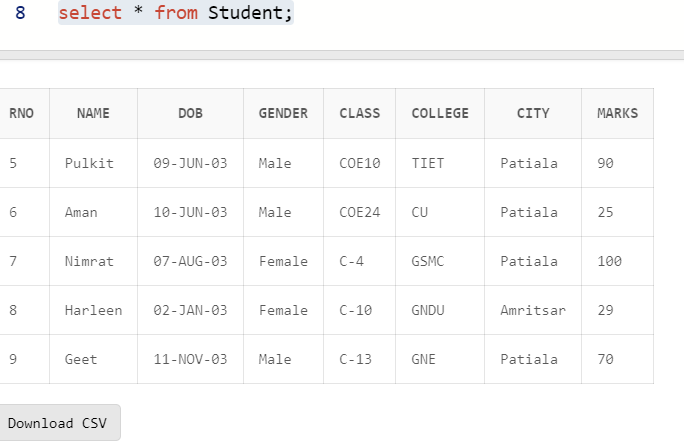 8 select * from Student;
RNO NAME DOB GENDER CLASS COLLEGE CITY MARKS
5 Pulkit 09-JUN-03 Male COE10 TIET Patiala 90
6 Aman 10-JUN-03 Male COE24 CU Patiala 25
7 Nimrat 07-AUG-03 Female C-4 GSMC Patiala 100
8 Harleen 02-JAN-03 Female C-10 GNDU Amritsar 29
9 Geet 11-NOV-03 Male C-13 GNE Patiala 70
Download CSV